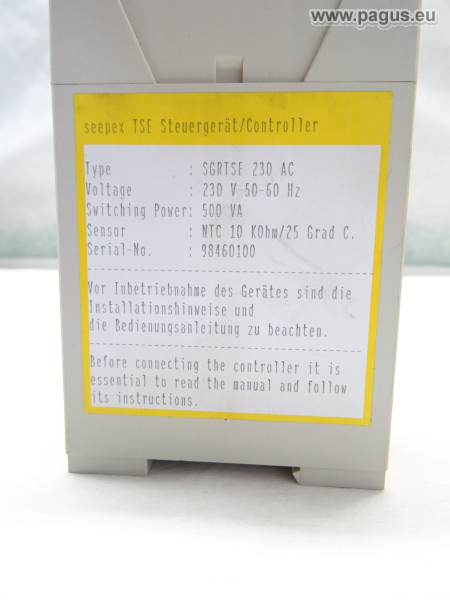 www.pagus.eu
seepex TSE Steuergerät/Controller
Type : SGRTSE 230 AC
Voltage : 230 V 50-60 Hz
Switching Power: 500 VA
Sensor : NTC 10 KOhm/25 Grad C.
Serial-No. : 98460100
Vor Inbetriebnahme des Gerätes sind die
Installationshinweise und
die Bedienungsanleitung zu beachten.
Before connecting the controller it is
essential to read the manual and follow
its instructions.